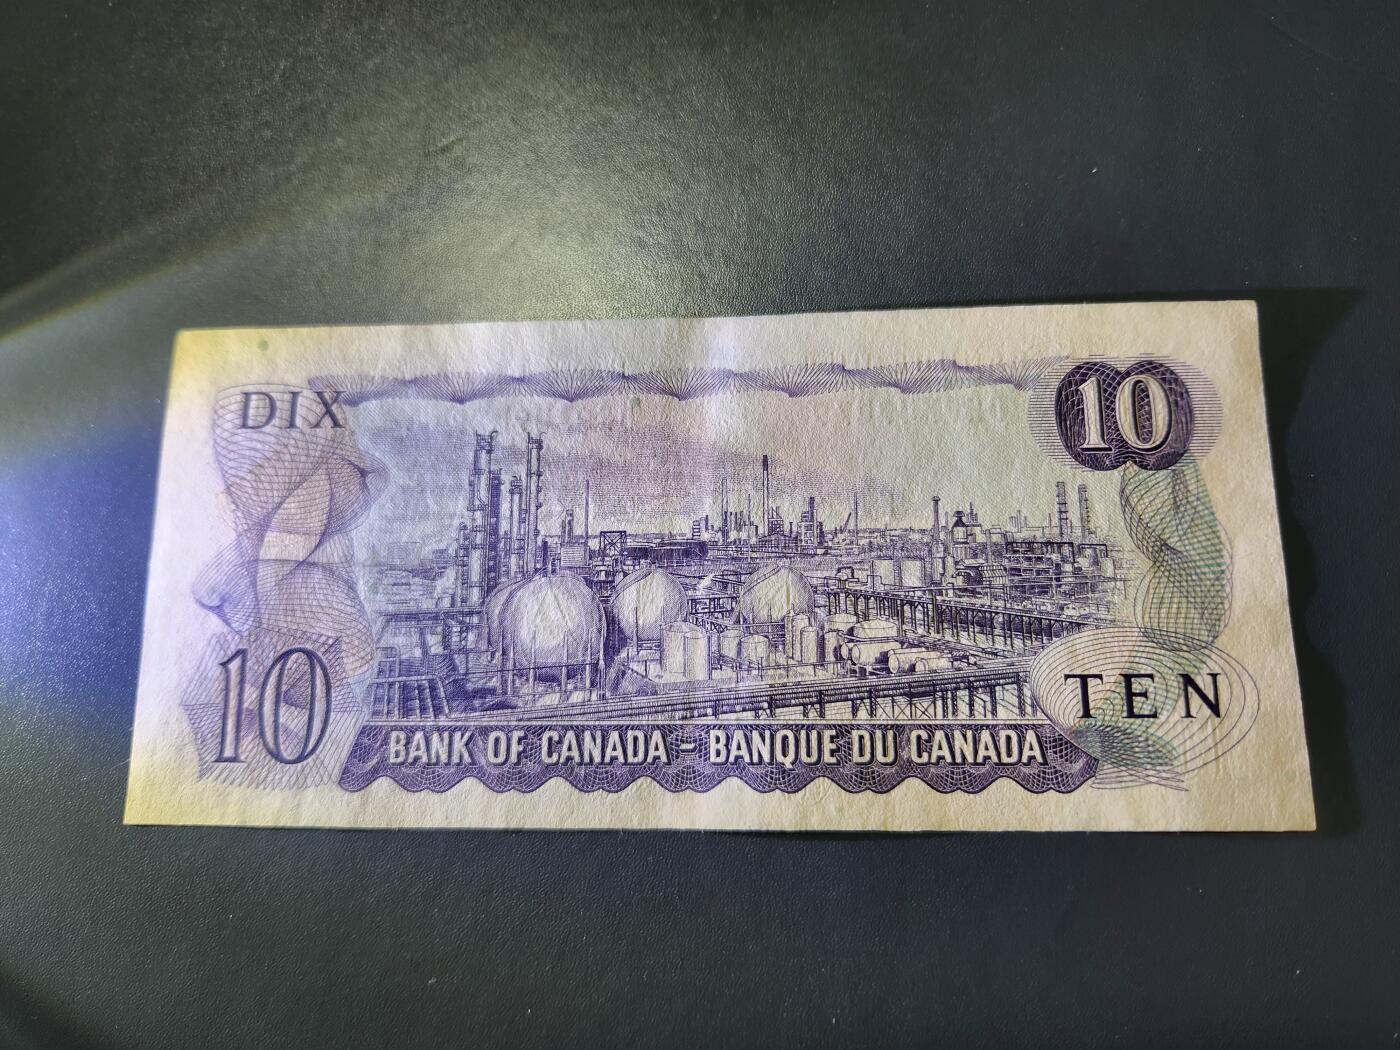 DIX
10
10
TEN
BANK OF CANADA - BANQUE DU CANADA